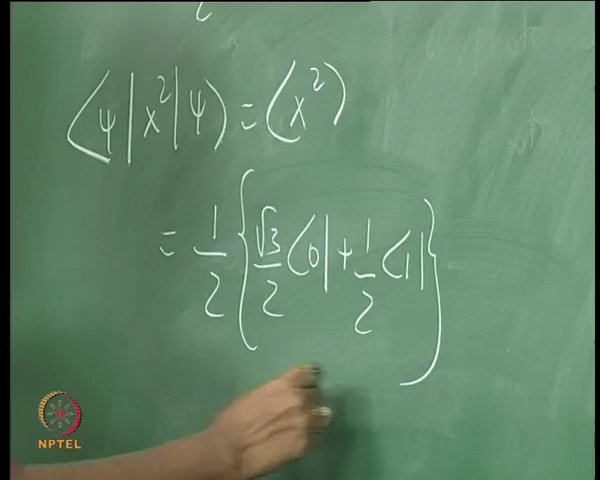 ⟨ψ|x²|ψ⟩ = ⟨x²⟩
= 1/2 { √3/2 ⟨0| + 1/2 ⟨1| }
NPTEL